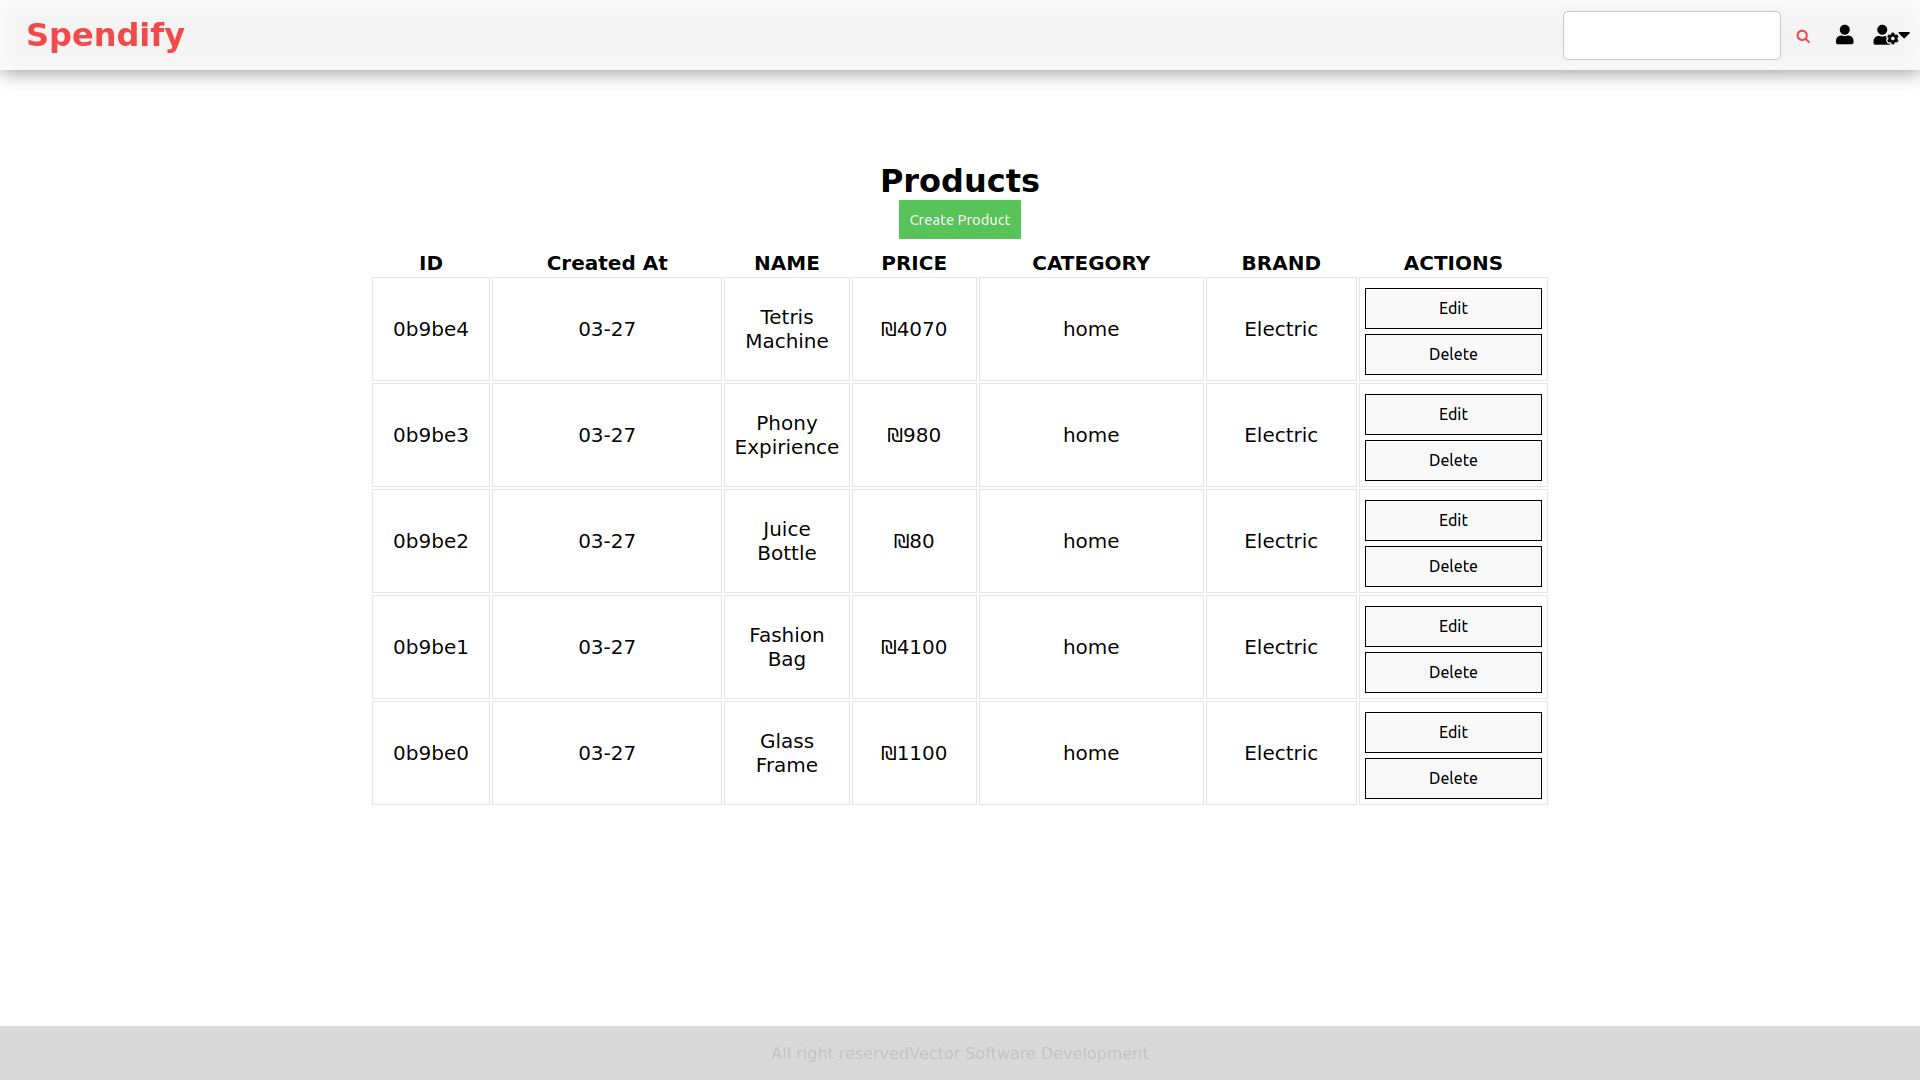 Spendify
Products
Create Product
ID Created At NAME PRICE CATEGORY BRAND ACTIONS
0b9be4 03-27 Tetris Machine ₪4070 home Electric Edit Delete
0b9be3 03-27 Phony Expirience ₪980 home Electric Edit Delete
0b9be2 03-27 Juice Bottle ₪80 home Electric Edit Delete
0b9be1 03-27 Fashion Bag ₪4100 home Electric Edit Delete
0b9be0 03-27 Glass Frame ₪1100 home Electric Edit Delete
All right reservedVector Software Development